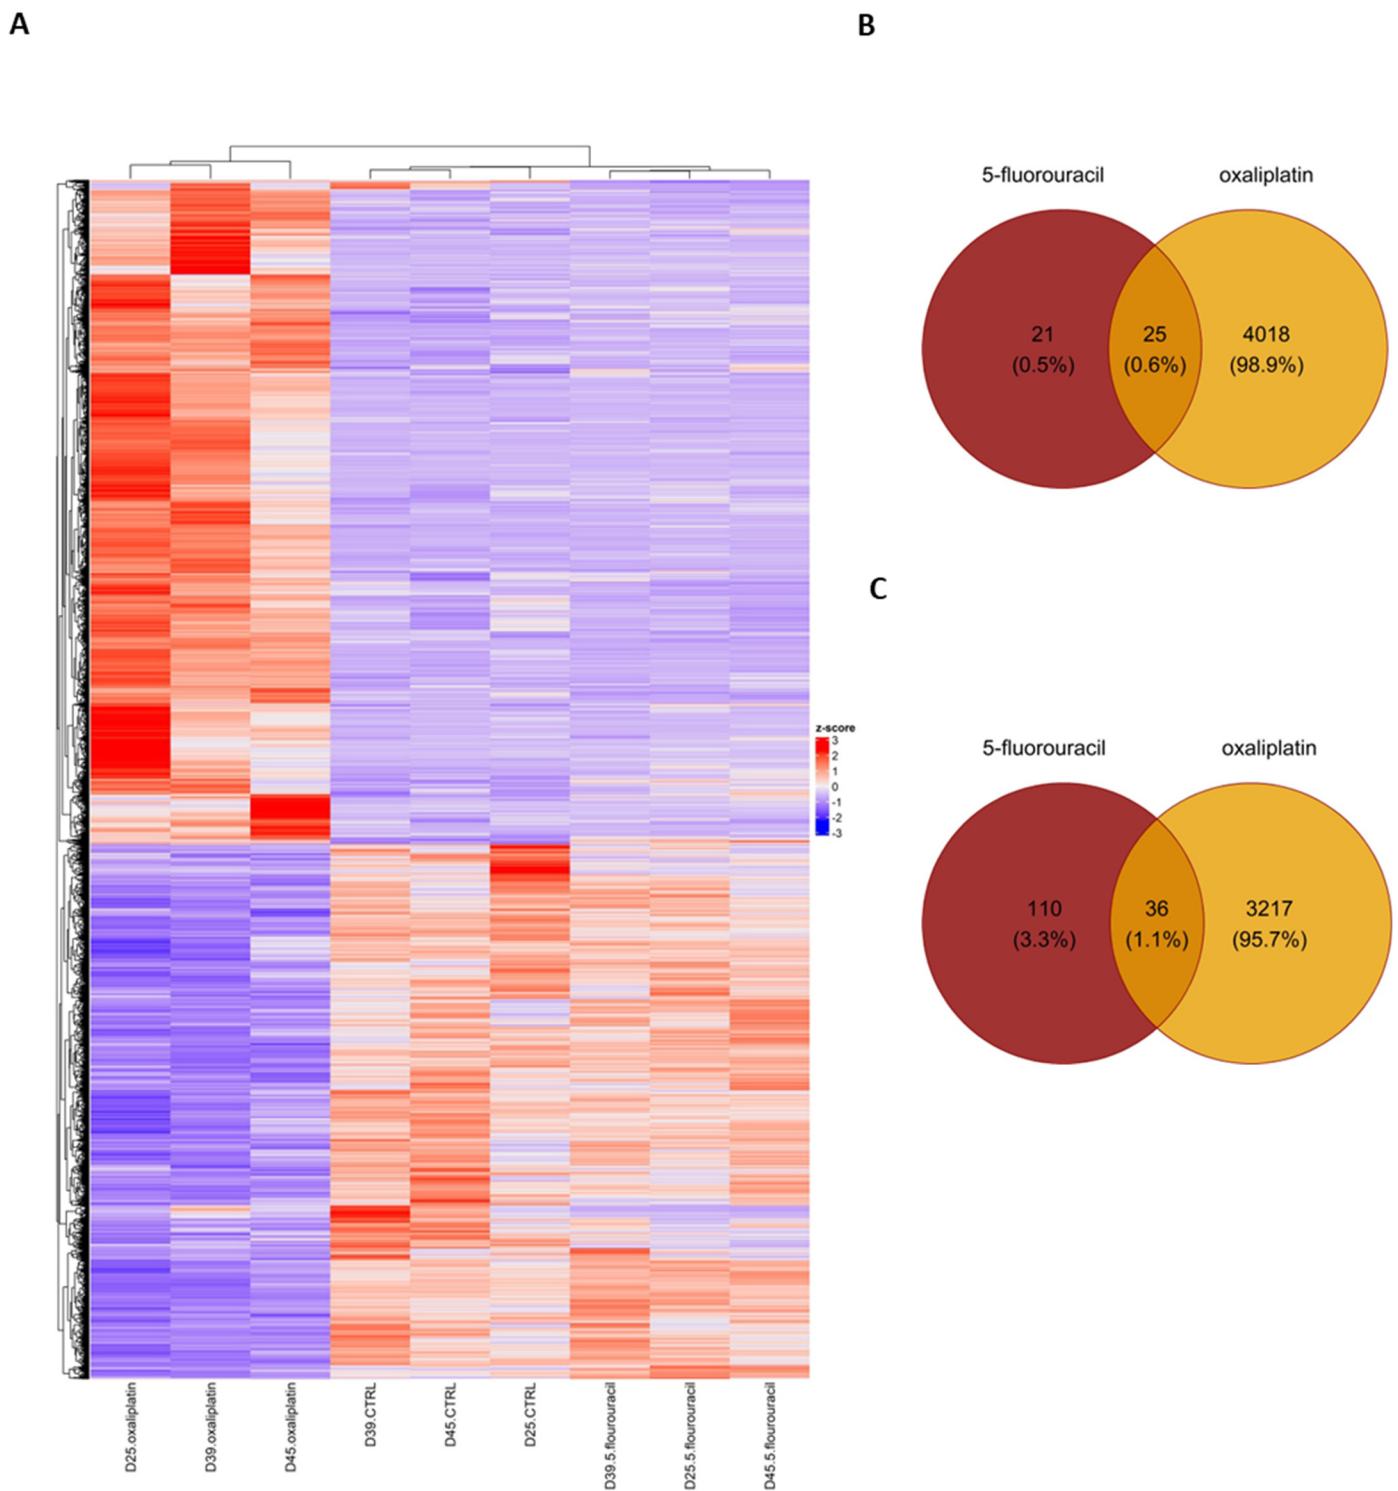 A
B
5-fluorouracil
oxaliplatin
21
(0.5%)
25
(0.6%)
4018
(98.9%)
C
5-fluorouracil
oxaliplatin
110
(3.3%)
36
(1.1%)
3217
(95.7%)
z-score
3
2
1
0
-1
-2
-3
D25.oxaliplatin
D39.oxaliplatin
D45.oxaliplatin
D39.CTRL
D45.CTRL
D25.CTRL
D39.5.flourouracil
D25.5.flourouracil
D45.5.flourouracil